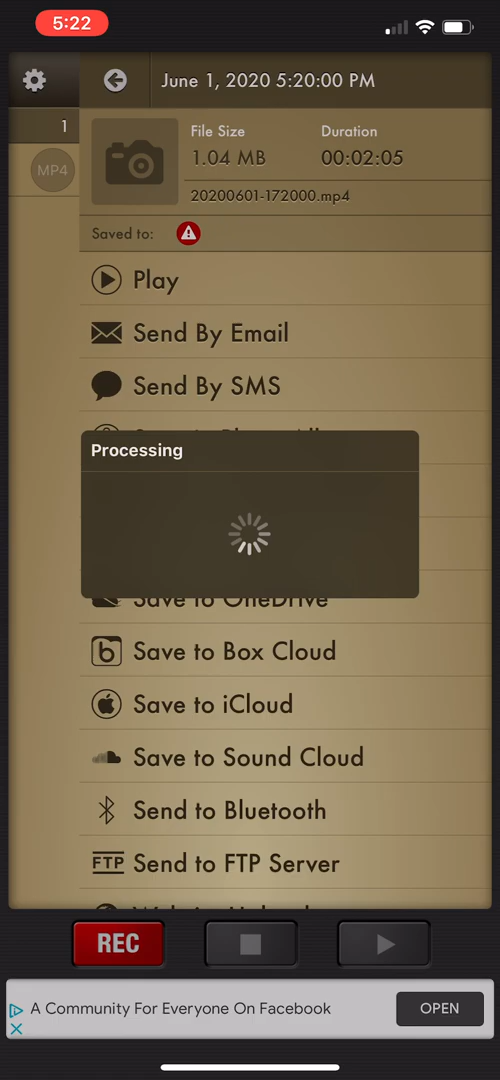 5:22
June 1, 2020 5:20:00 PM
1
File Size
Duration
MP4
1.04 MB
00:02:05
20200601-172000.mp4
Saved to:
Play
Send By Email
Send By SMS
Processing
Save to OneDrive
Save to Box Cloud
Save to iCloud
Save to Sound Cloud
Send to Bluetooth
FTP Send to FTP Server
REC
A Community For Everyone On Facebook
OPEN